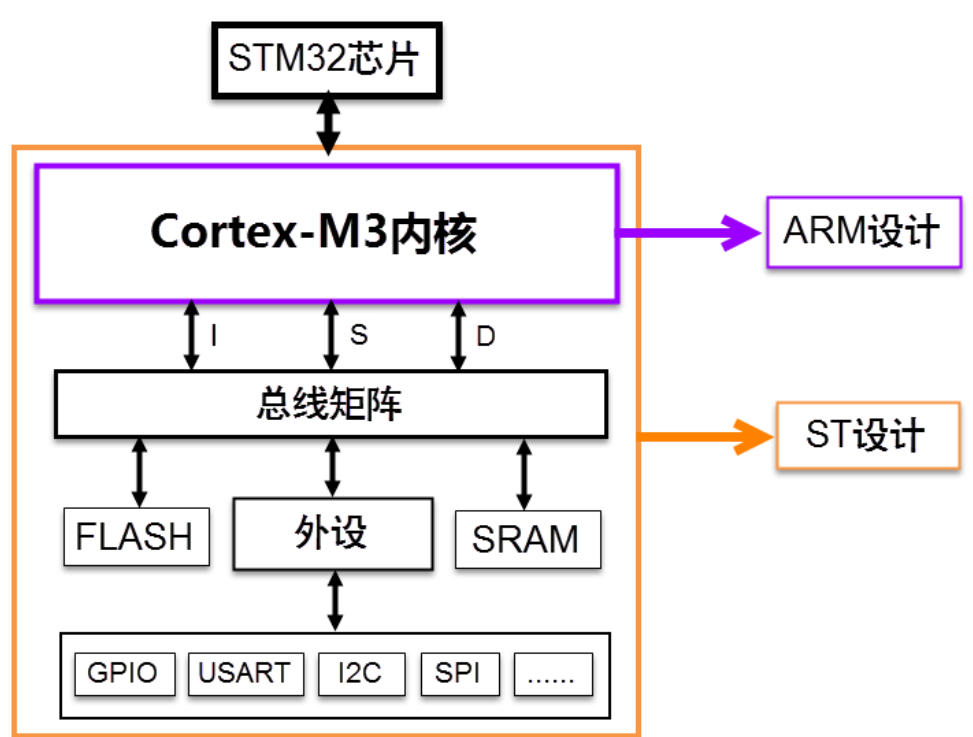 STM32芯片
Cortex-M3内核
ARM设计
I
S
D
总线矩阵
ST设计
FLASH
外设
SRAM
GPIO
USART
I2C
SPI
......